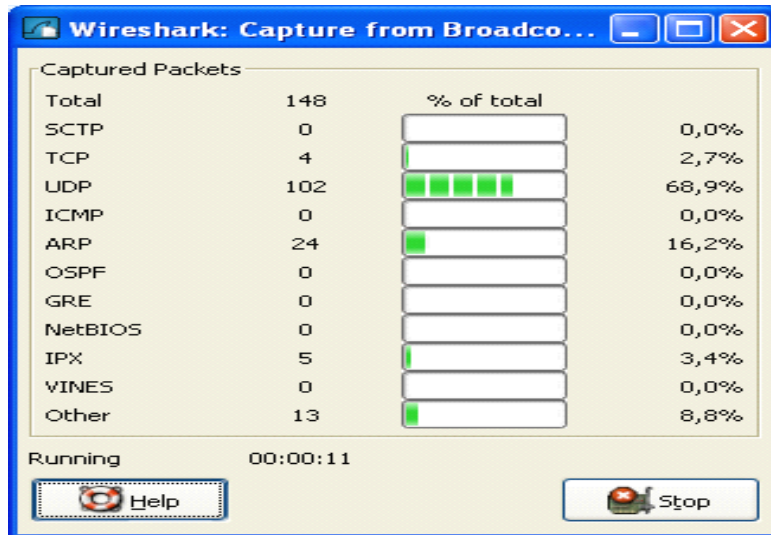 Wireshark: Capture from Broadco...
Captured Packets
Total 148 % of total
SCTP 0 0,0%
TCP 4 2,7%
UDP 102 68,9%
ICMP 0 0,0%
ARP 24 16,2%
OSPF 0 0,0%
GRE 0 0,0%
NetBIOS 0 0,0%
IPX 5 3,4%
VINES 0 0,0%
Other 13 8,8%
Running 00:00:11
Help Stop